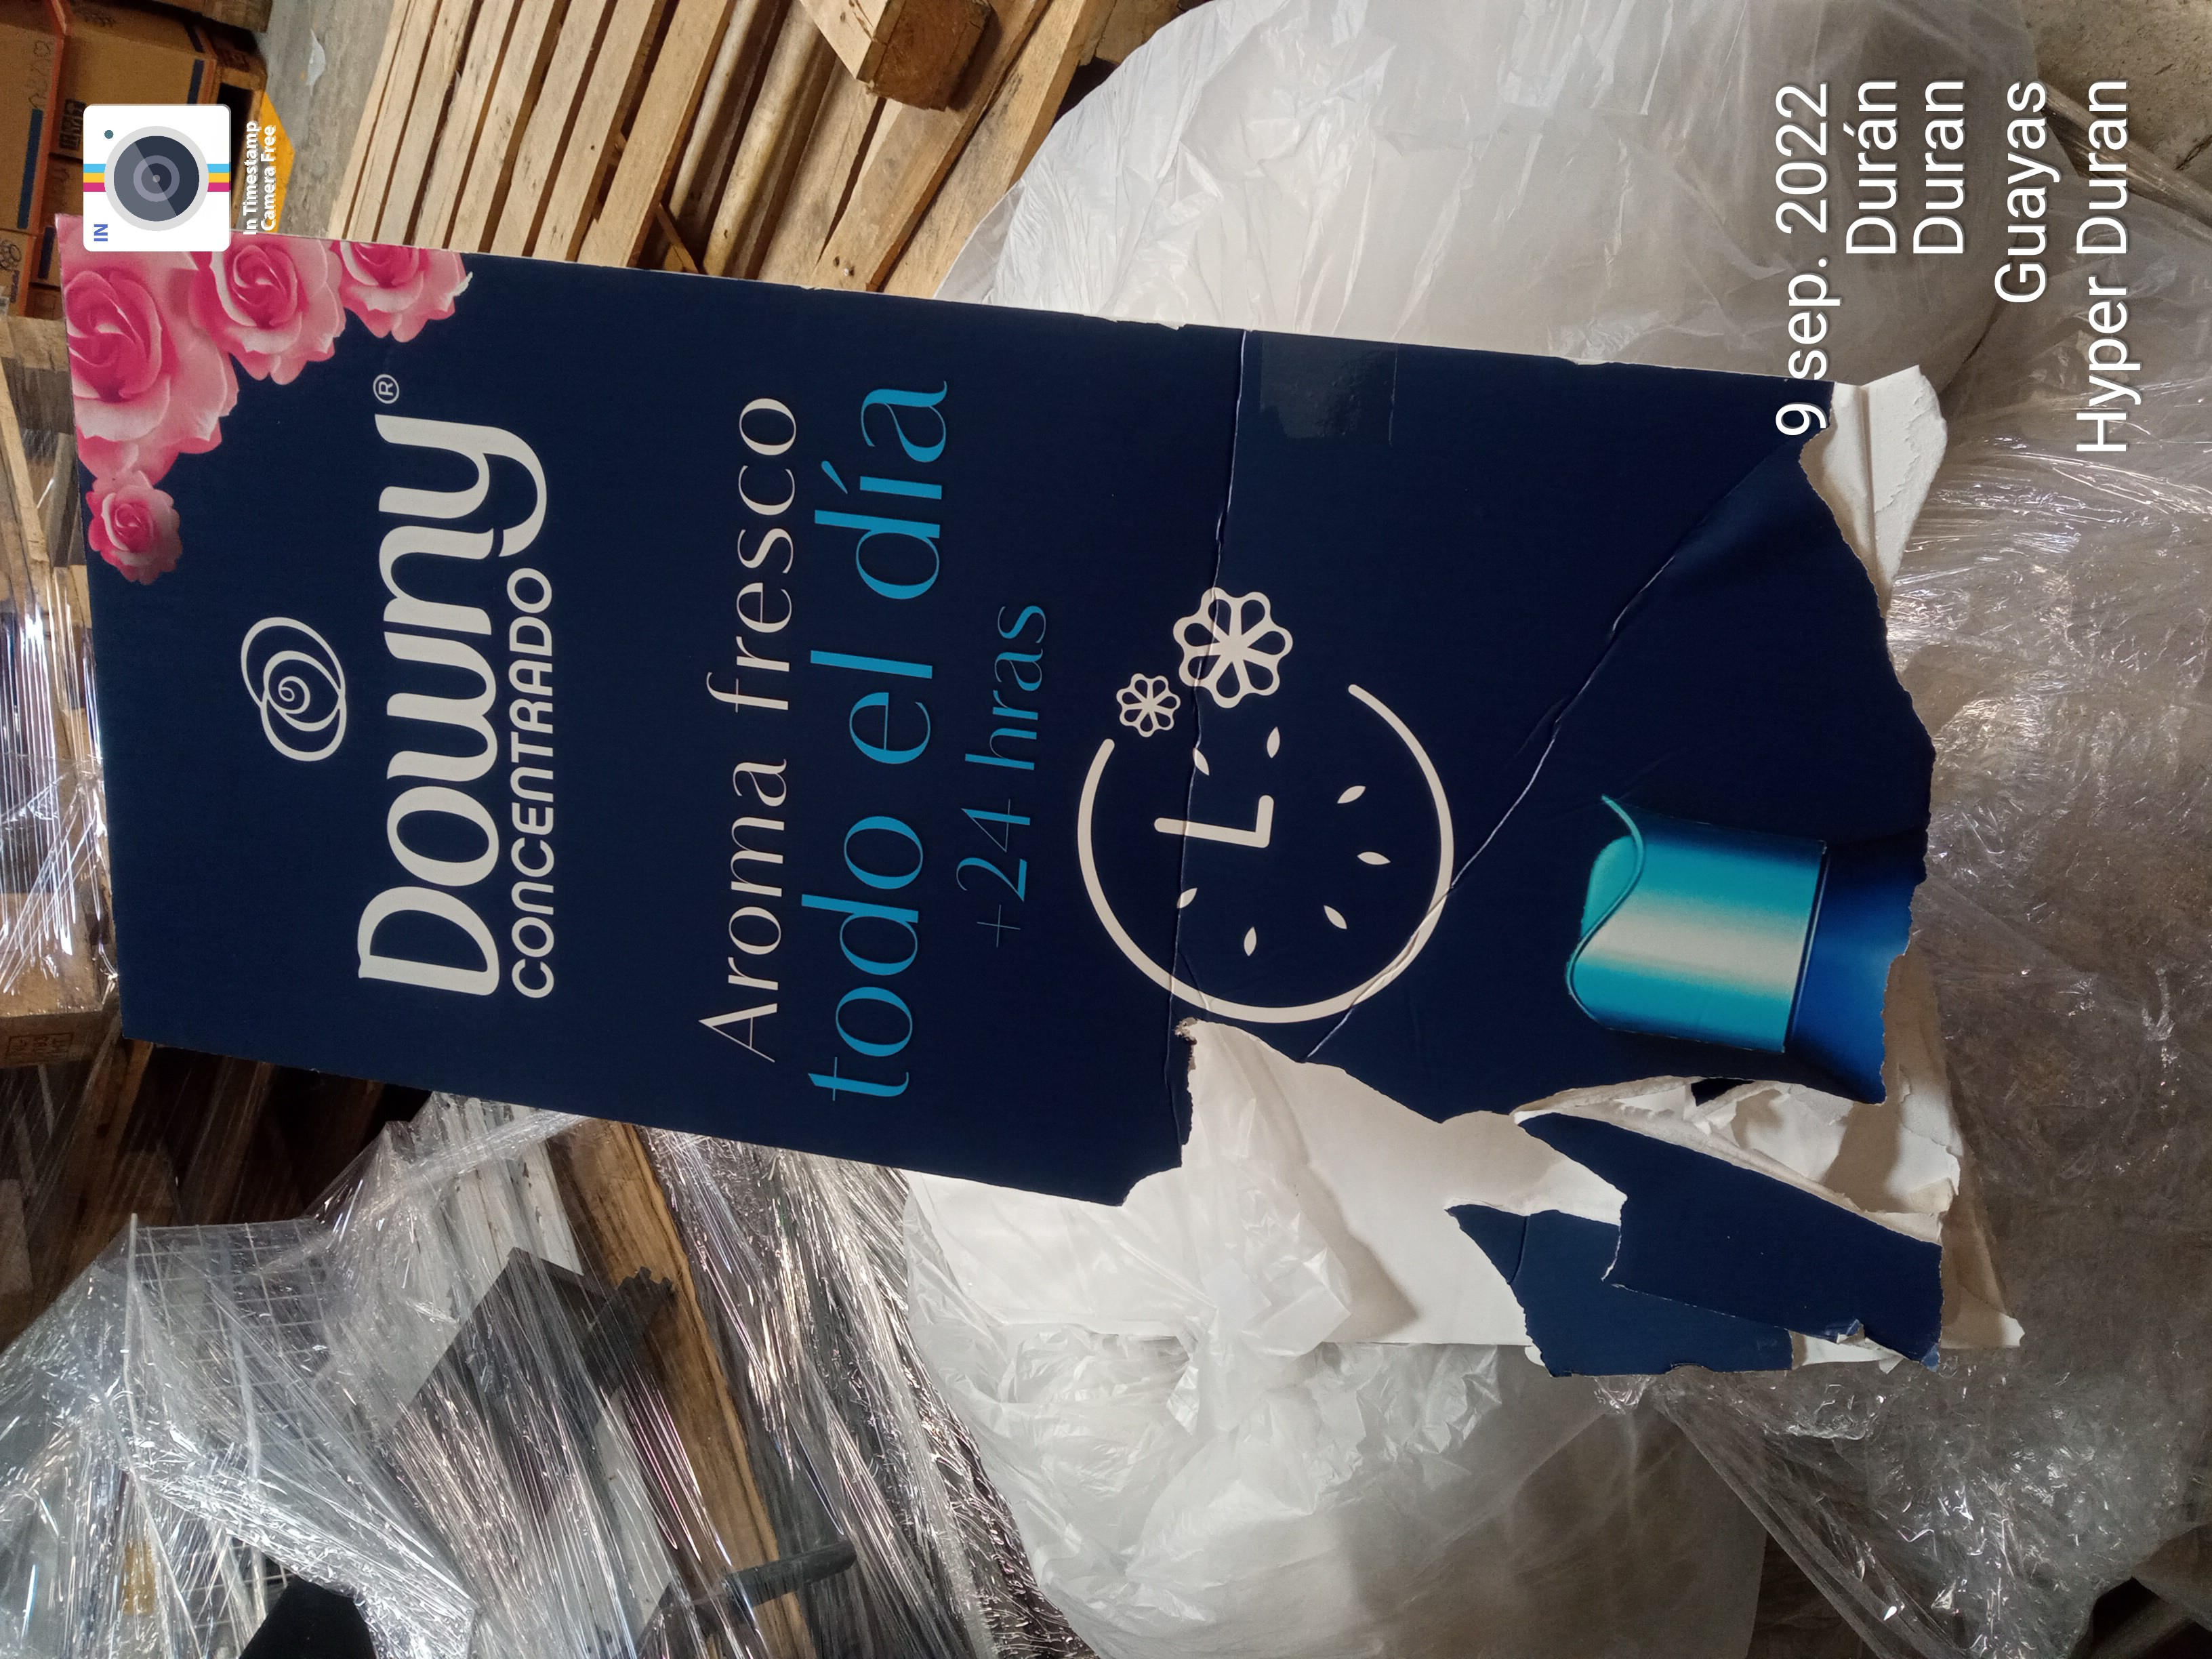 IN
In Timestamp
Camera Free
Downy®
CONCENTRADO
Aroma fresco
todo el día
+24 hras
9 sep. 2022
Durán
Duran
Guayas
Hyper Duran